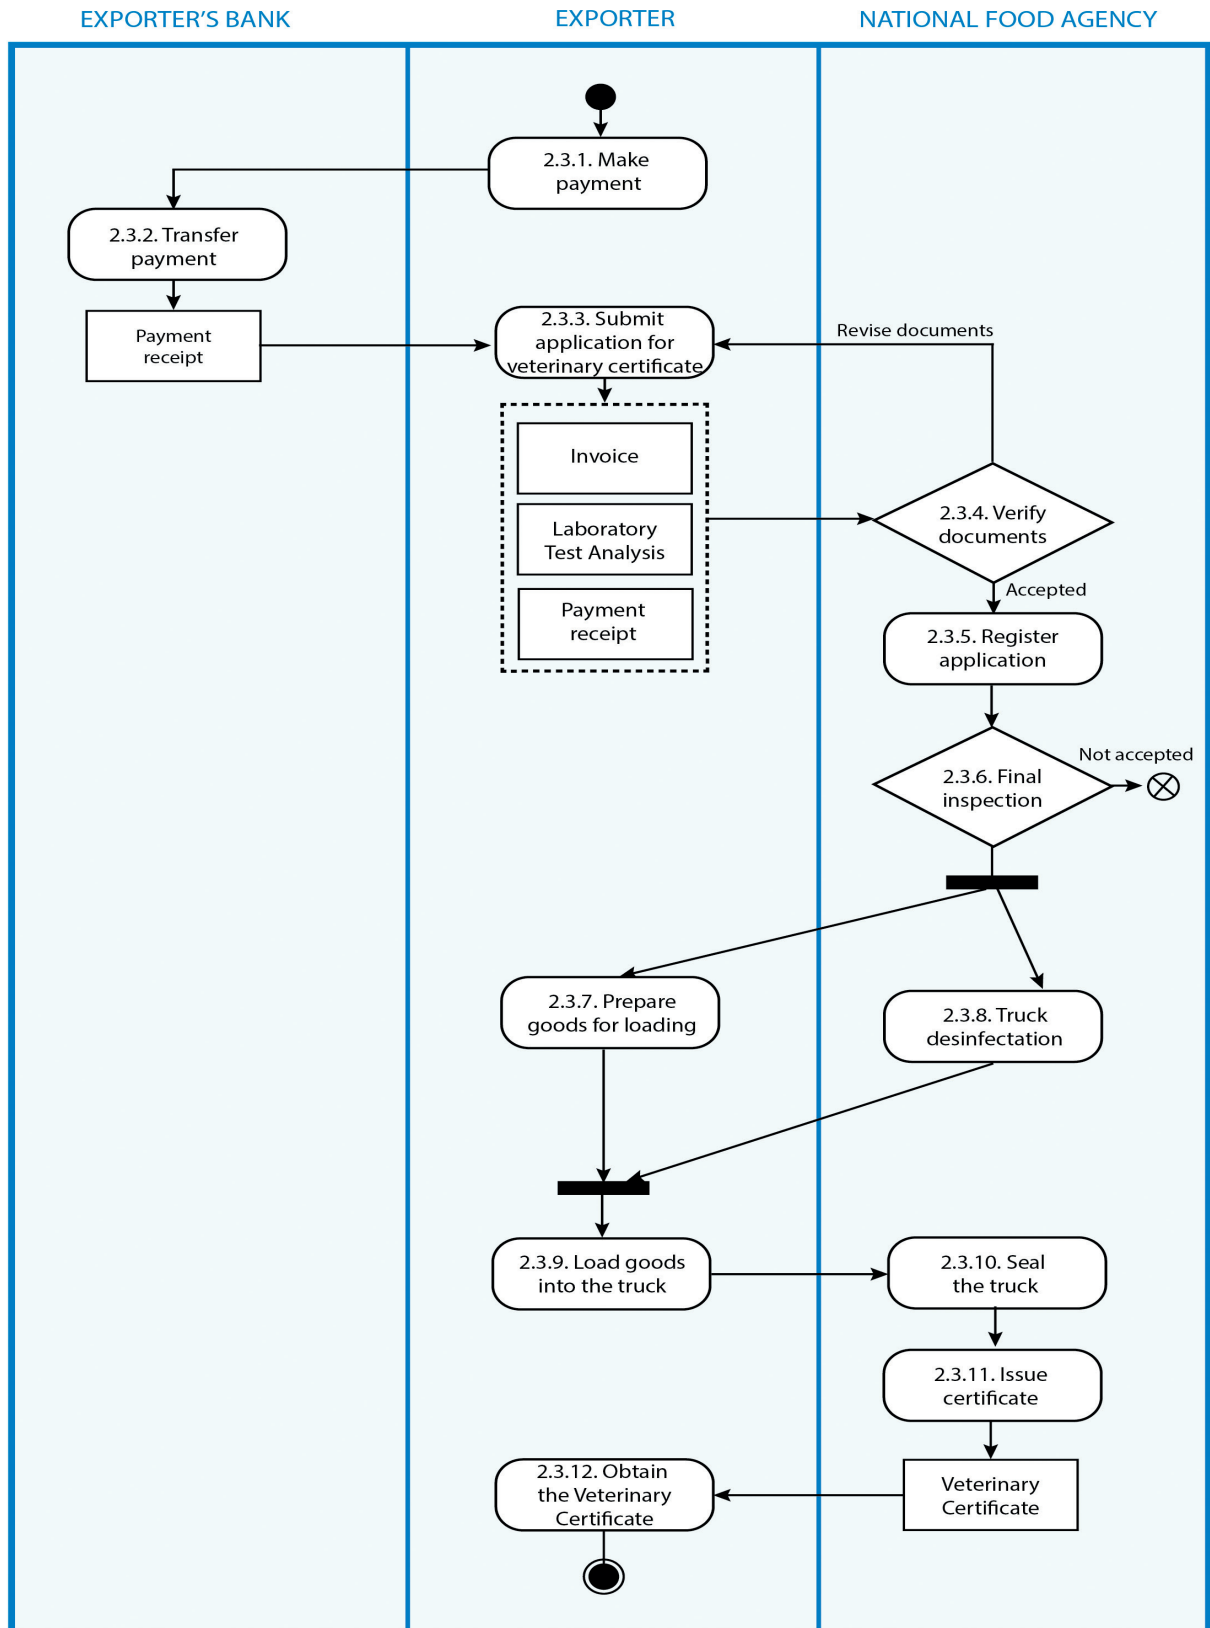 EXPORTER'S BANK
EXPORTER
NATIONAL FOOD AGENCY
2.3.1. Make
payment
2.3.2. Transfer
payment
Payment
receipt
2.3.3. Submit
application for
veterinary certificate
Revise documents
Invoice
Laboratory
Test Analysis
Payment
receipt
2.3.4. Verify
documents
Accepted
2.3.5. Register
application
2.3.6. Final
inspection
Not accepted
2.3.7. Prepare
goods for loading
2.3.8. Truck
desinfectation
2.3.9. Load goods
into the truck
2.3.10. Seal
the truck
2.3.11. Issue
certificate
Veterinary
Certificate
2.3.12. Obtain
the Veterinary
Certificate